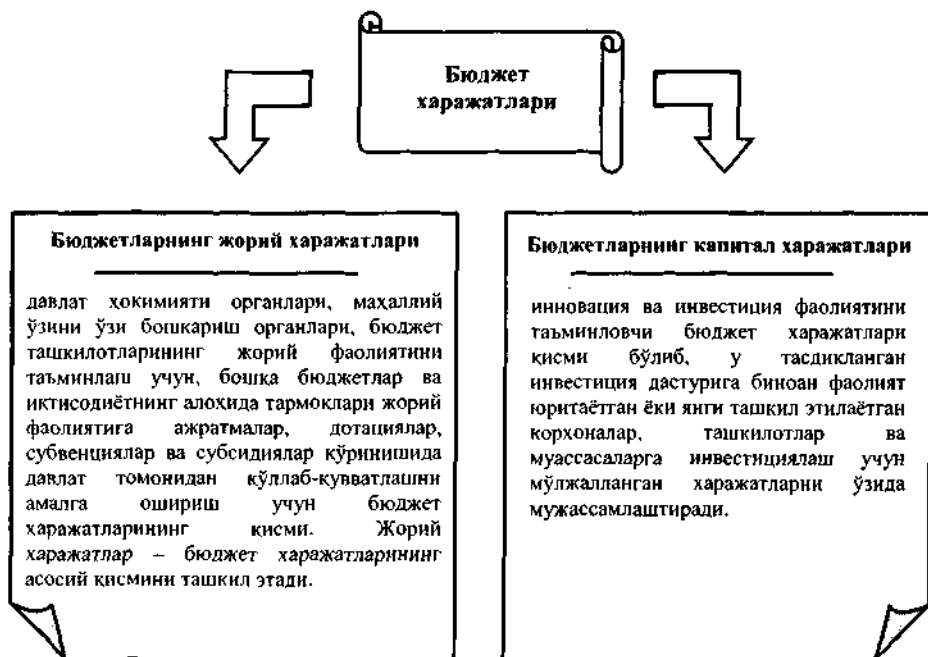 Бюджет
харажатлари
Бюджетларнинг жорий харажатлари
давлат ҳокимияти органлари, маҳаллий
ўзини ўзи бошкариш органлари, бюджет
ташкилотларининг жорий фаолиятини
таъминлаш учун, бошқа бюджетлар ва
иқтисодиётнинг алоҳида тармоқлари жорий
фаолиятига ажратмалар, дотациялар,
субвенциялар ва субсидиялар кўринишида
давлат томонидан қўллаб-қувватлашни
амалга ошириш учун бюджет
харажатларининг қисми. Жорий
харажатлар – бюджет харажатларининг
асосий қисмини ташкил этади.
Бюджетларнинг капитал харажатлари
инновация ва инвестиция фаолиятини
таъминловчи бюджет харажатлари
қисми бўлиб, у тасдикланган
инвестиция дастурига биноан фаолият
юритаётган ёки янги ташкил этилаётган
корхоналар, ташкилотлар ва
муассасаларга инвестициялаш учун
мўлжалланган харажатларни ўзида
мужассамлаштиради.